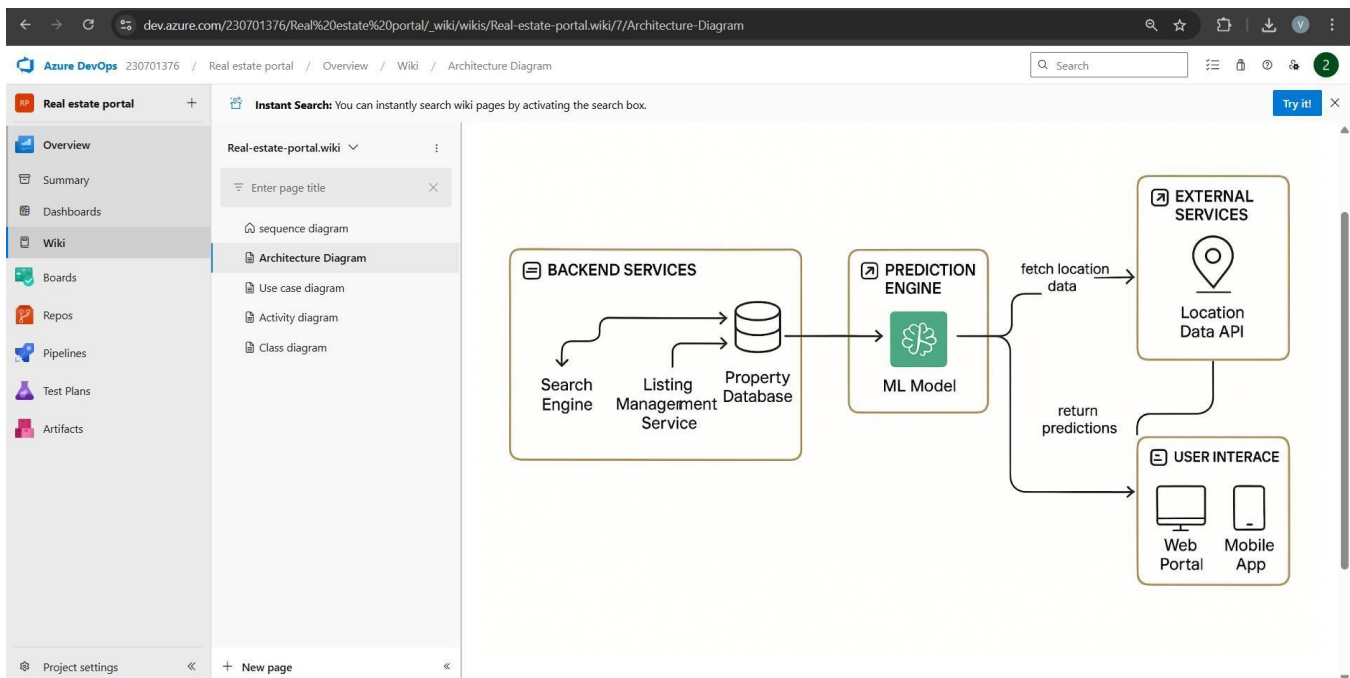 dev.azure.com/230701376/Real%20estate%20portal/_wiki/wikis/Real-estate-portal.wiki/7/Architecture-Diagram
V
Azure DevOps 230701376 / Real estate portal / Overview / Wiki / Architecture Diagram
Search
2
RP Real estate portal +
Instant Search: You can instantly search wiki pages by activating the search box.
Try it!
Overview
Summary
Dashboards
Wiki
Boards
Repos
Pipelines
Test Plans
Artifacts
Project settings
Real-estate-portal.wiki
Enter page title
sequence diagram
Architecture Diagram
Use case diagram
Activity diagram
Class diagram
+ New page
BACKEND SERVICES
Search
Engine
Listing
Management
Service
Property
Database
PREDICTION
ENGINE
ML Model
fetch location
data
return
predictions
EXTERNAL
SERVICES
Location
Data API
USER INTERACE
Web
Portal
Mobile
App